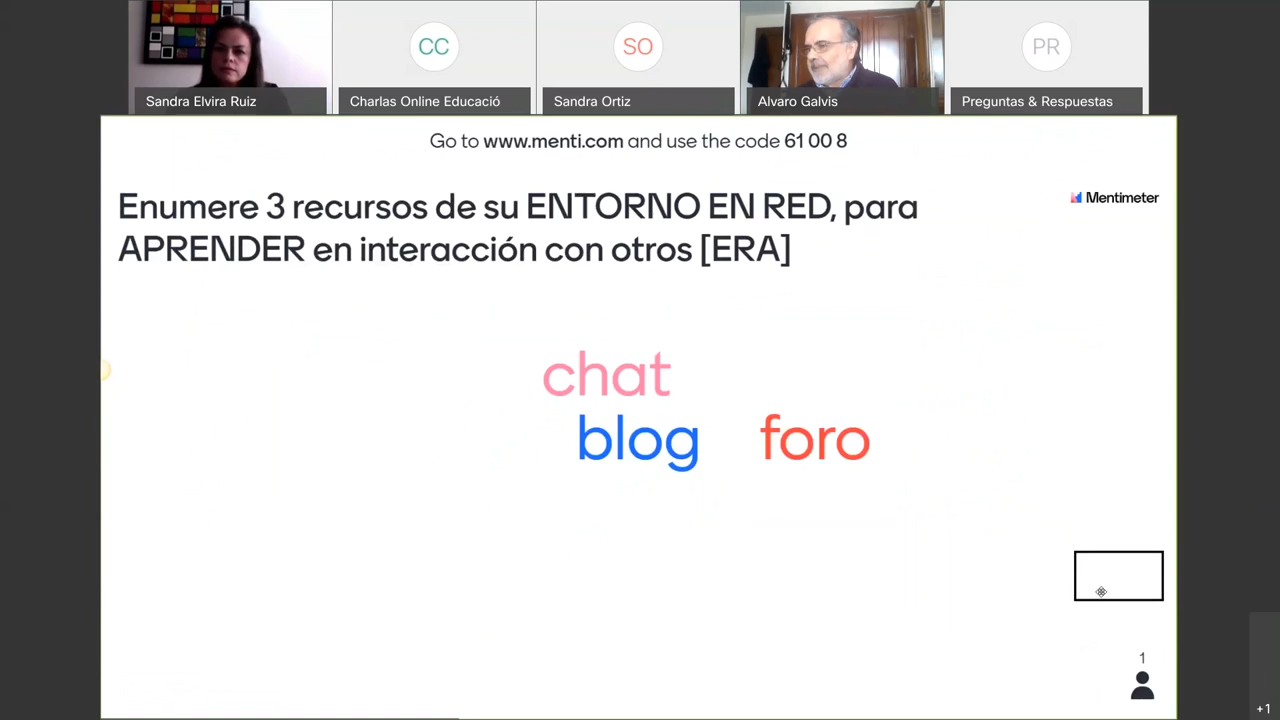 CC
SO
PR
Sandra Elvira Ruiz
Charlas Online Educació
Sandra Ortiz
Alvaro Galvis
Preguntas & Respuestas
Go to www.menti.com and use the code 61 00 8
Enumere 3 recursos de su ENTORNO EN RED, para
APRENDER en interacción con otros [ERA]
Mentimeter
chat
blog foro
1
+1